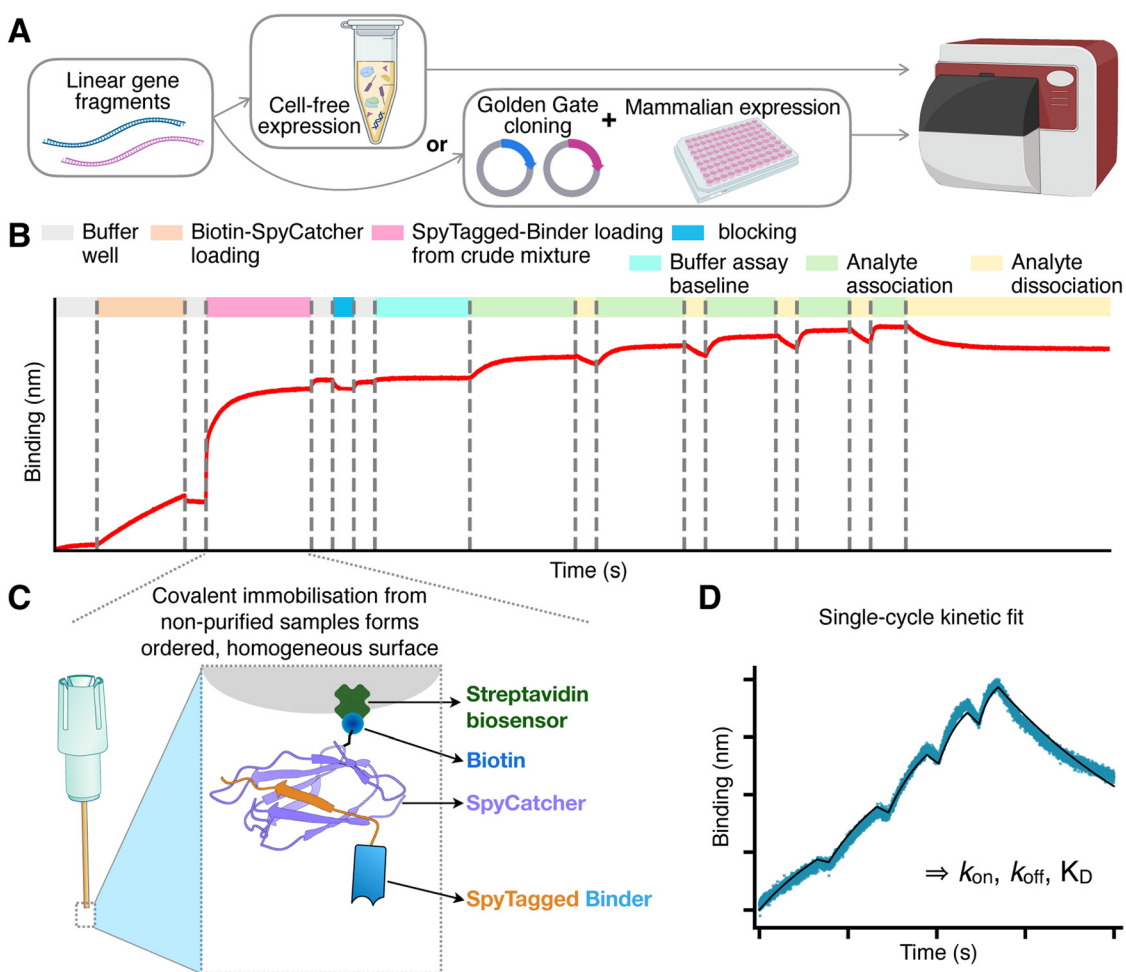 A
Linear gene
fragments
Cell-free
expression
or
Golden Gate
cloning
+
Mammalian expression
B
Buffer
well
Biotin-SpyCatcher
loading
SpyTagged-Binder loading
from crude mixture
blocking
Buffer assay
baseline
Analyte
association
Analyte
dissociation
Binding (nm)
Time (s)
C
Covalent immobilisation from
non-purified samples forms
ordered, homogeneous surface
Streptavidin
biosensor
Biotin
SpyCatcher
SpyTagged Binder
D
Single-cycle kinetic fit
Binding (nm)
⇒ kon, koff, KD
Time (s)